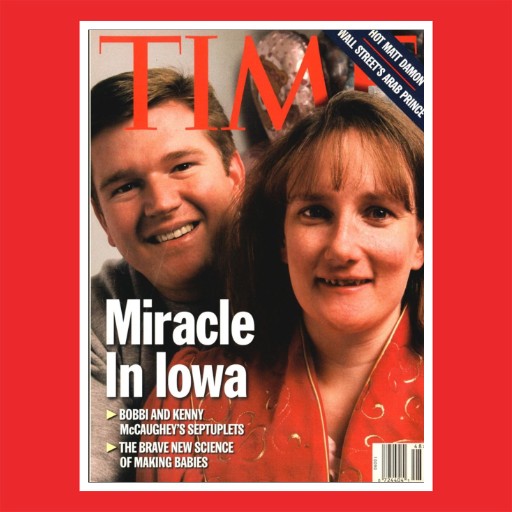 TIME
HOT MATT DAMON
WALL STREET'S ARAB PRINCE
Miracle
In Iowa
BOBBI AND KENNY
McCAUGHEY'S SEPTUPLETS
THE BRAVE NEW SCIENCE
OF MAKING BABIES
48